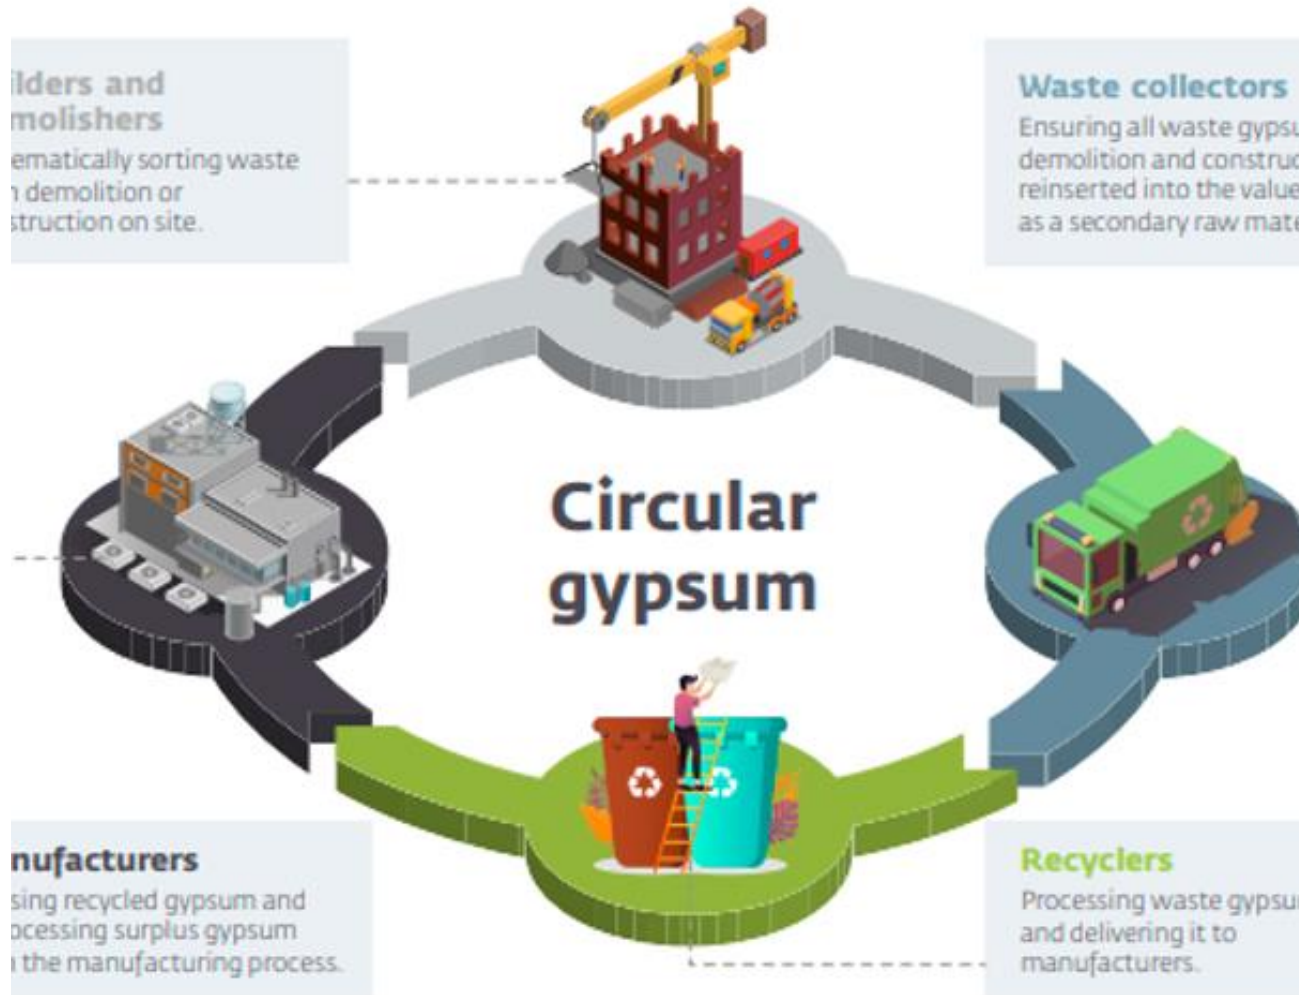 ilders and
molishers
ematically sorting waste
n demolition or
struction on site.
Waste collectors
Ensuring all waste gypsu
demolition and construc
reinserted into the value
as a secondary raw mate
Circular
gypsum
nufacturers
sing recycled gypsum and
ocessing surplus gypsum
n the manufacturing process.
Recyclers
Processing waste gypsu
and delivering it to
manufacturers.